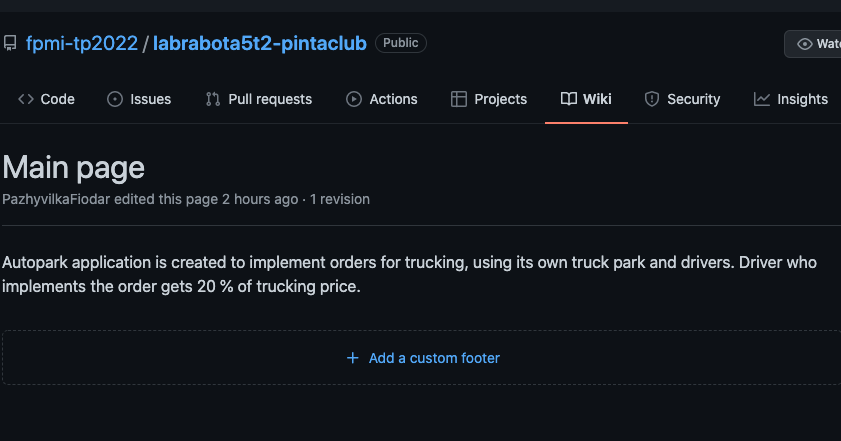 fpmi-tp2022 / labrabota5t2-pintaclub Public
Code Issues Pull requests Actions Projects Wiki Security Insights
Main page
PazhyvilkaFiodar edited this page 2 hours ago · 1 revision
Autopark application is created to implement orders for trucking, using its own truck park and drivers. Driver who
implements the order gets 20 % of trucking price.
+ Add a custom footer